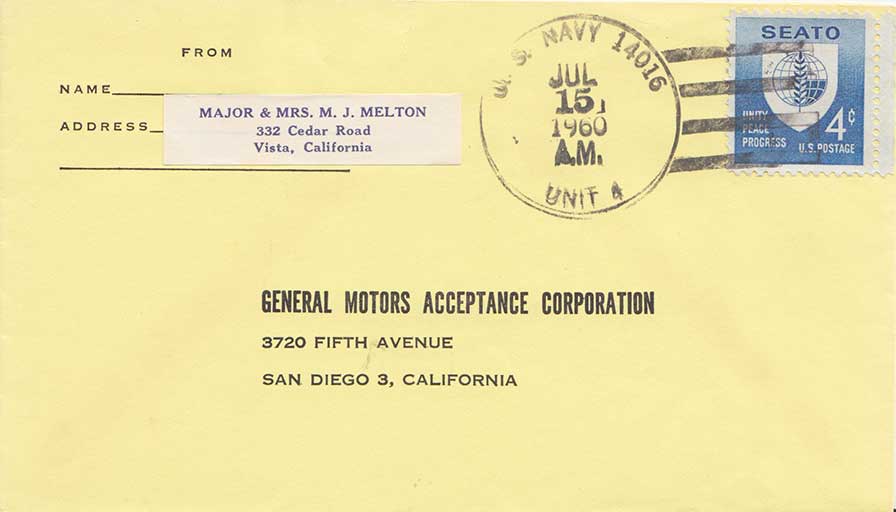 FROM
NAME
ADDRESS
MAJOR & MRS. M. J. MELTON
332 Cedar Road
Vista, California
U. S. NAVY 14016
JUL
15
1960
A.M.
UNIT 4
SEATO
UNITY
PEACE
PROGRESS
4¢
U.S. POSTAGE
GENERAL MOTORS ACCEPTANCE CORPORATION
3720 FIFTH AVENUE
SAN DIEGO 3, CALIFORNIA